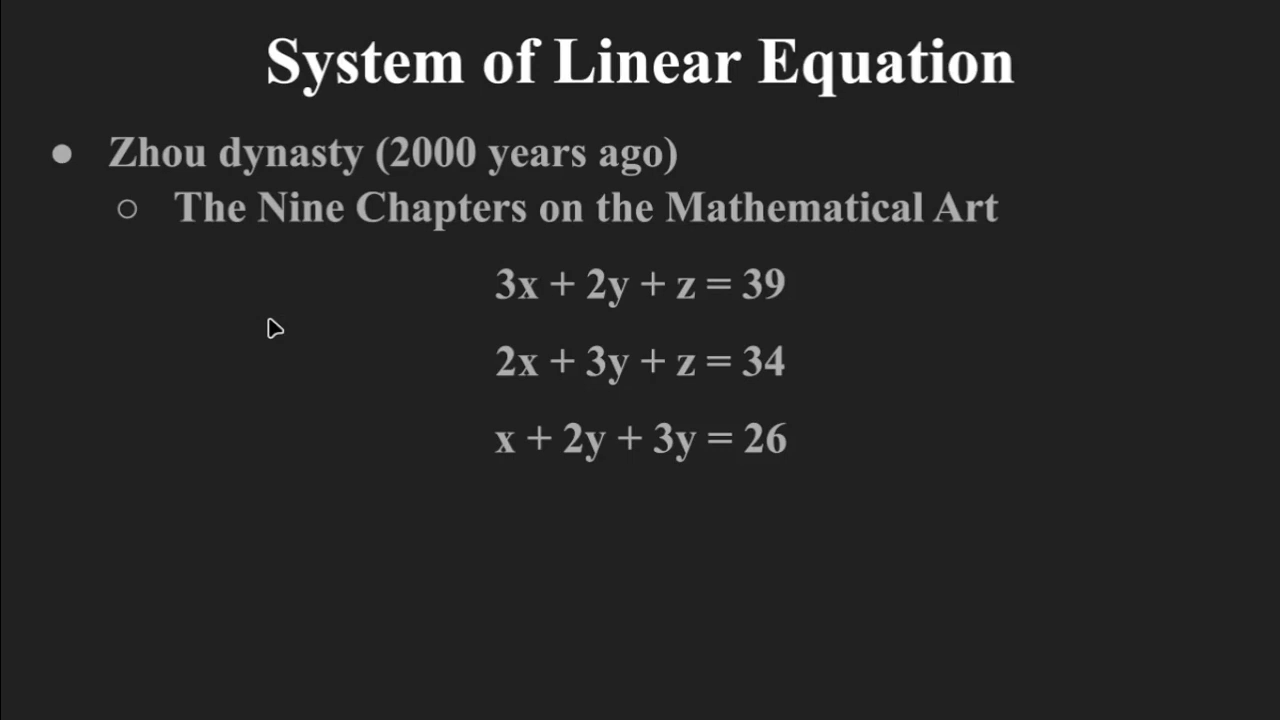 System of Linear Equation
● Zhou dynasty (2000 years ago)
○ The Nine Chapters on the Mathematical Art
3x + 2y + z = 39
2x + 3y + z = 34
x + 2y + 3y = 26